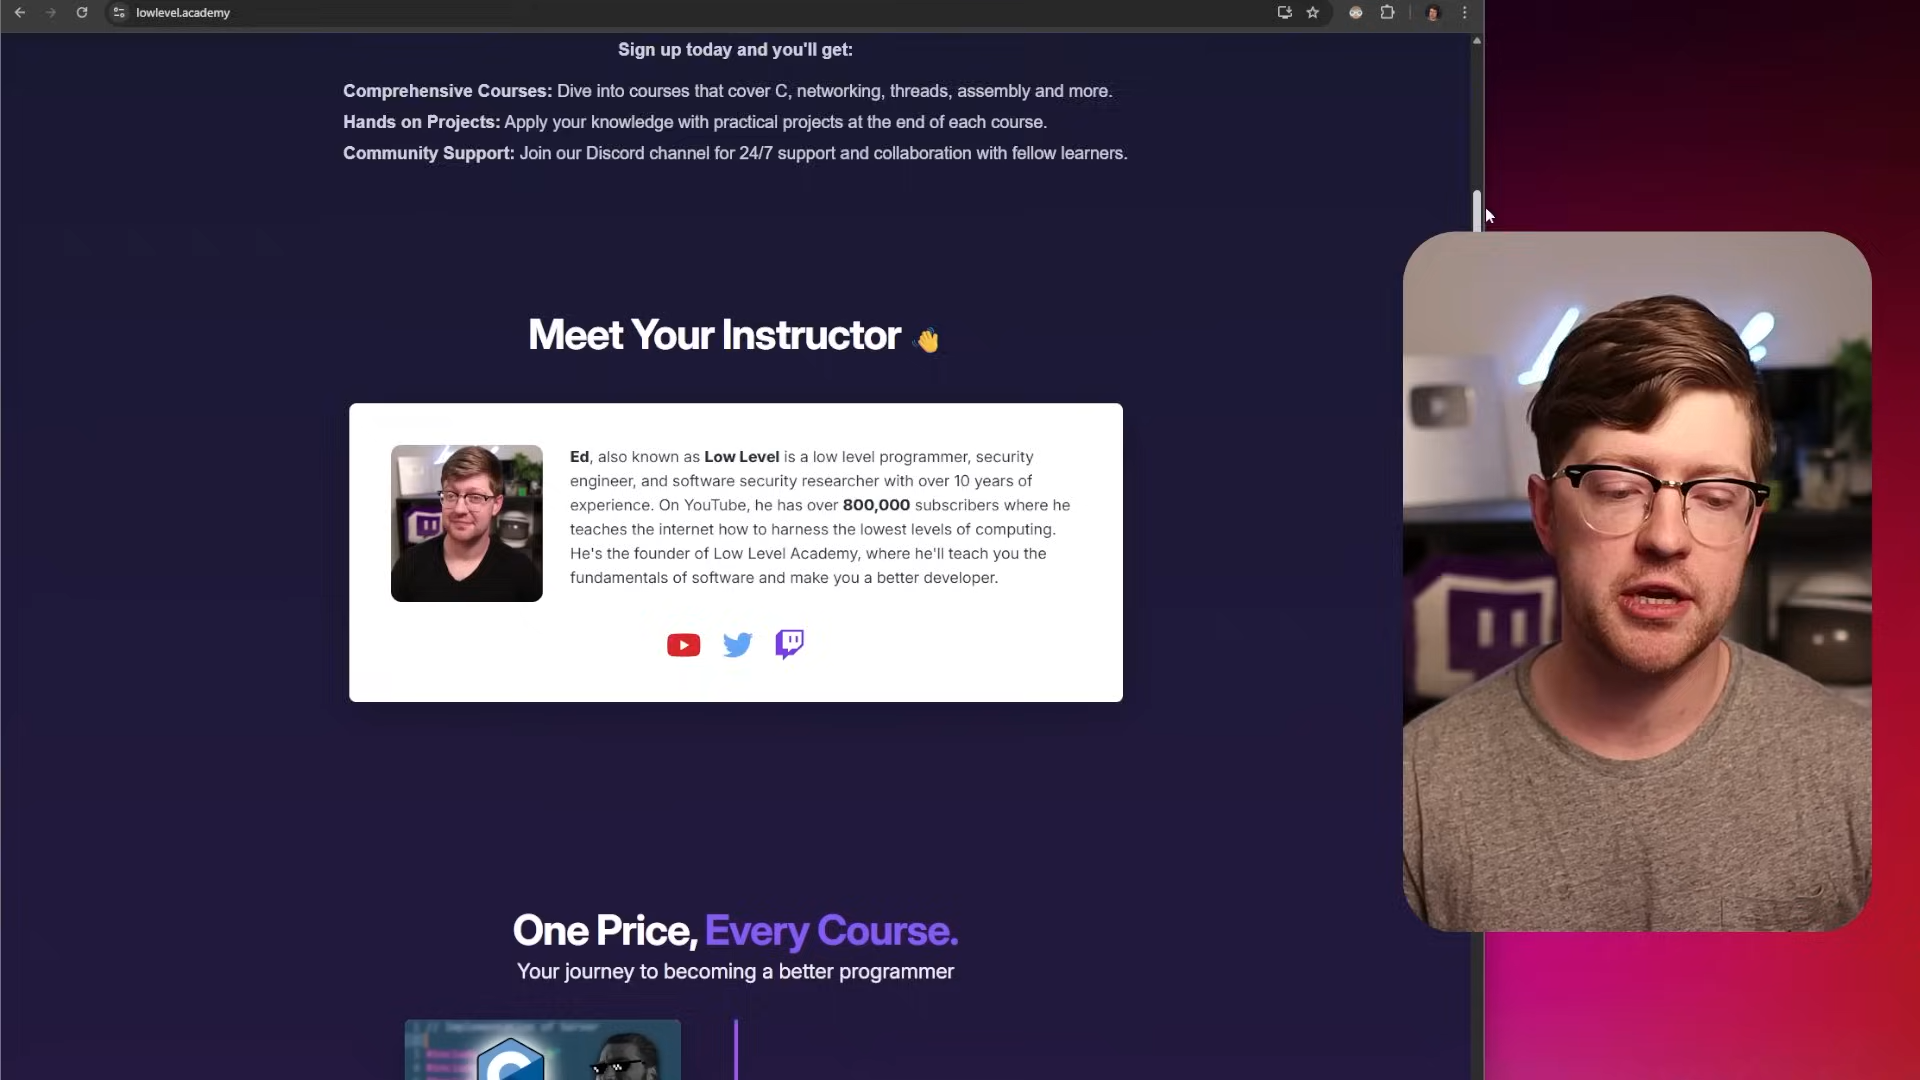 lowlevel.academy
Sign up today and you'll get:
Comprehensive Courses: Dive into courses that cover C, networking, threads, assembly and more.
Hands on Projects: Apply your knowledge with practical projects at the end of each course.
Community Support: Join our Discord channel for 24/7 support and collaboration with fellow learners.
Meet Your Instructor 👋
Ed, also known as Low Level is a low level programmer, security
engineer, and software security researcher with over 10 years of
experience. On YouTube, he has over 800,000 subscribers where he
teaches the internet how to harness the lowest levels of computing.
He's the founder of Low Level Academy, where he'll teach you the
fundamentals of software and make you a better developer.
One Price, Every Course.
Your journey to becoming a better programmer